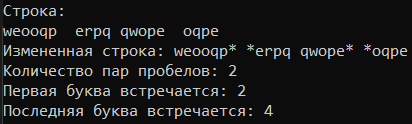 Строка:
weooqp  erpq qwope  oqpe
Измененная строка: weooqp* *erpq qwope* *oqpe
Количество пар пробелов: 2
Первая буква встречается: 2
Последняя буква встречается: 4